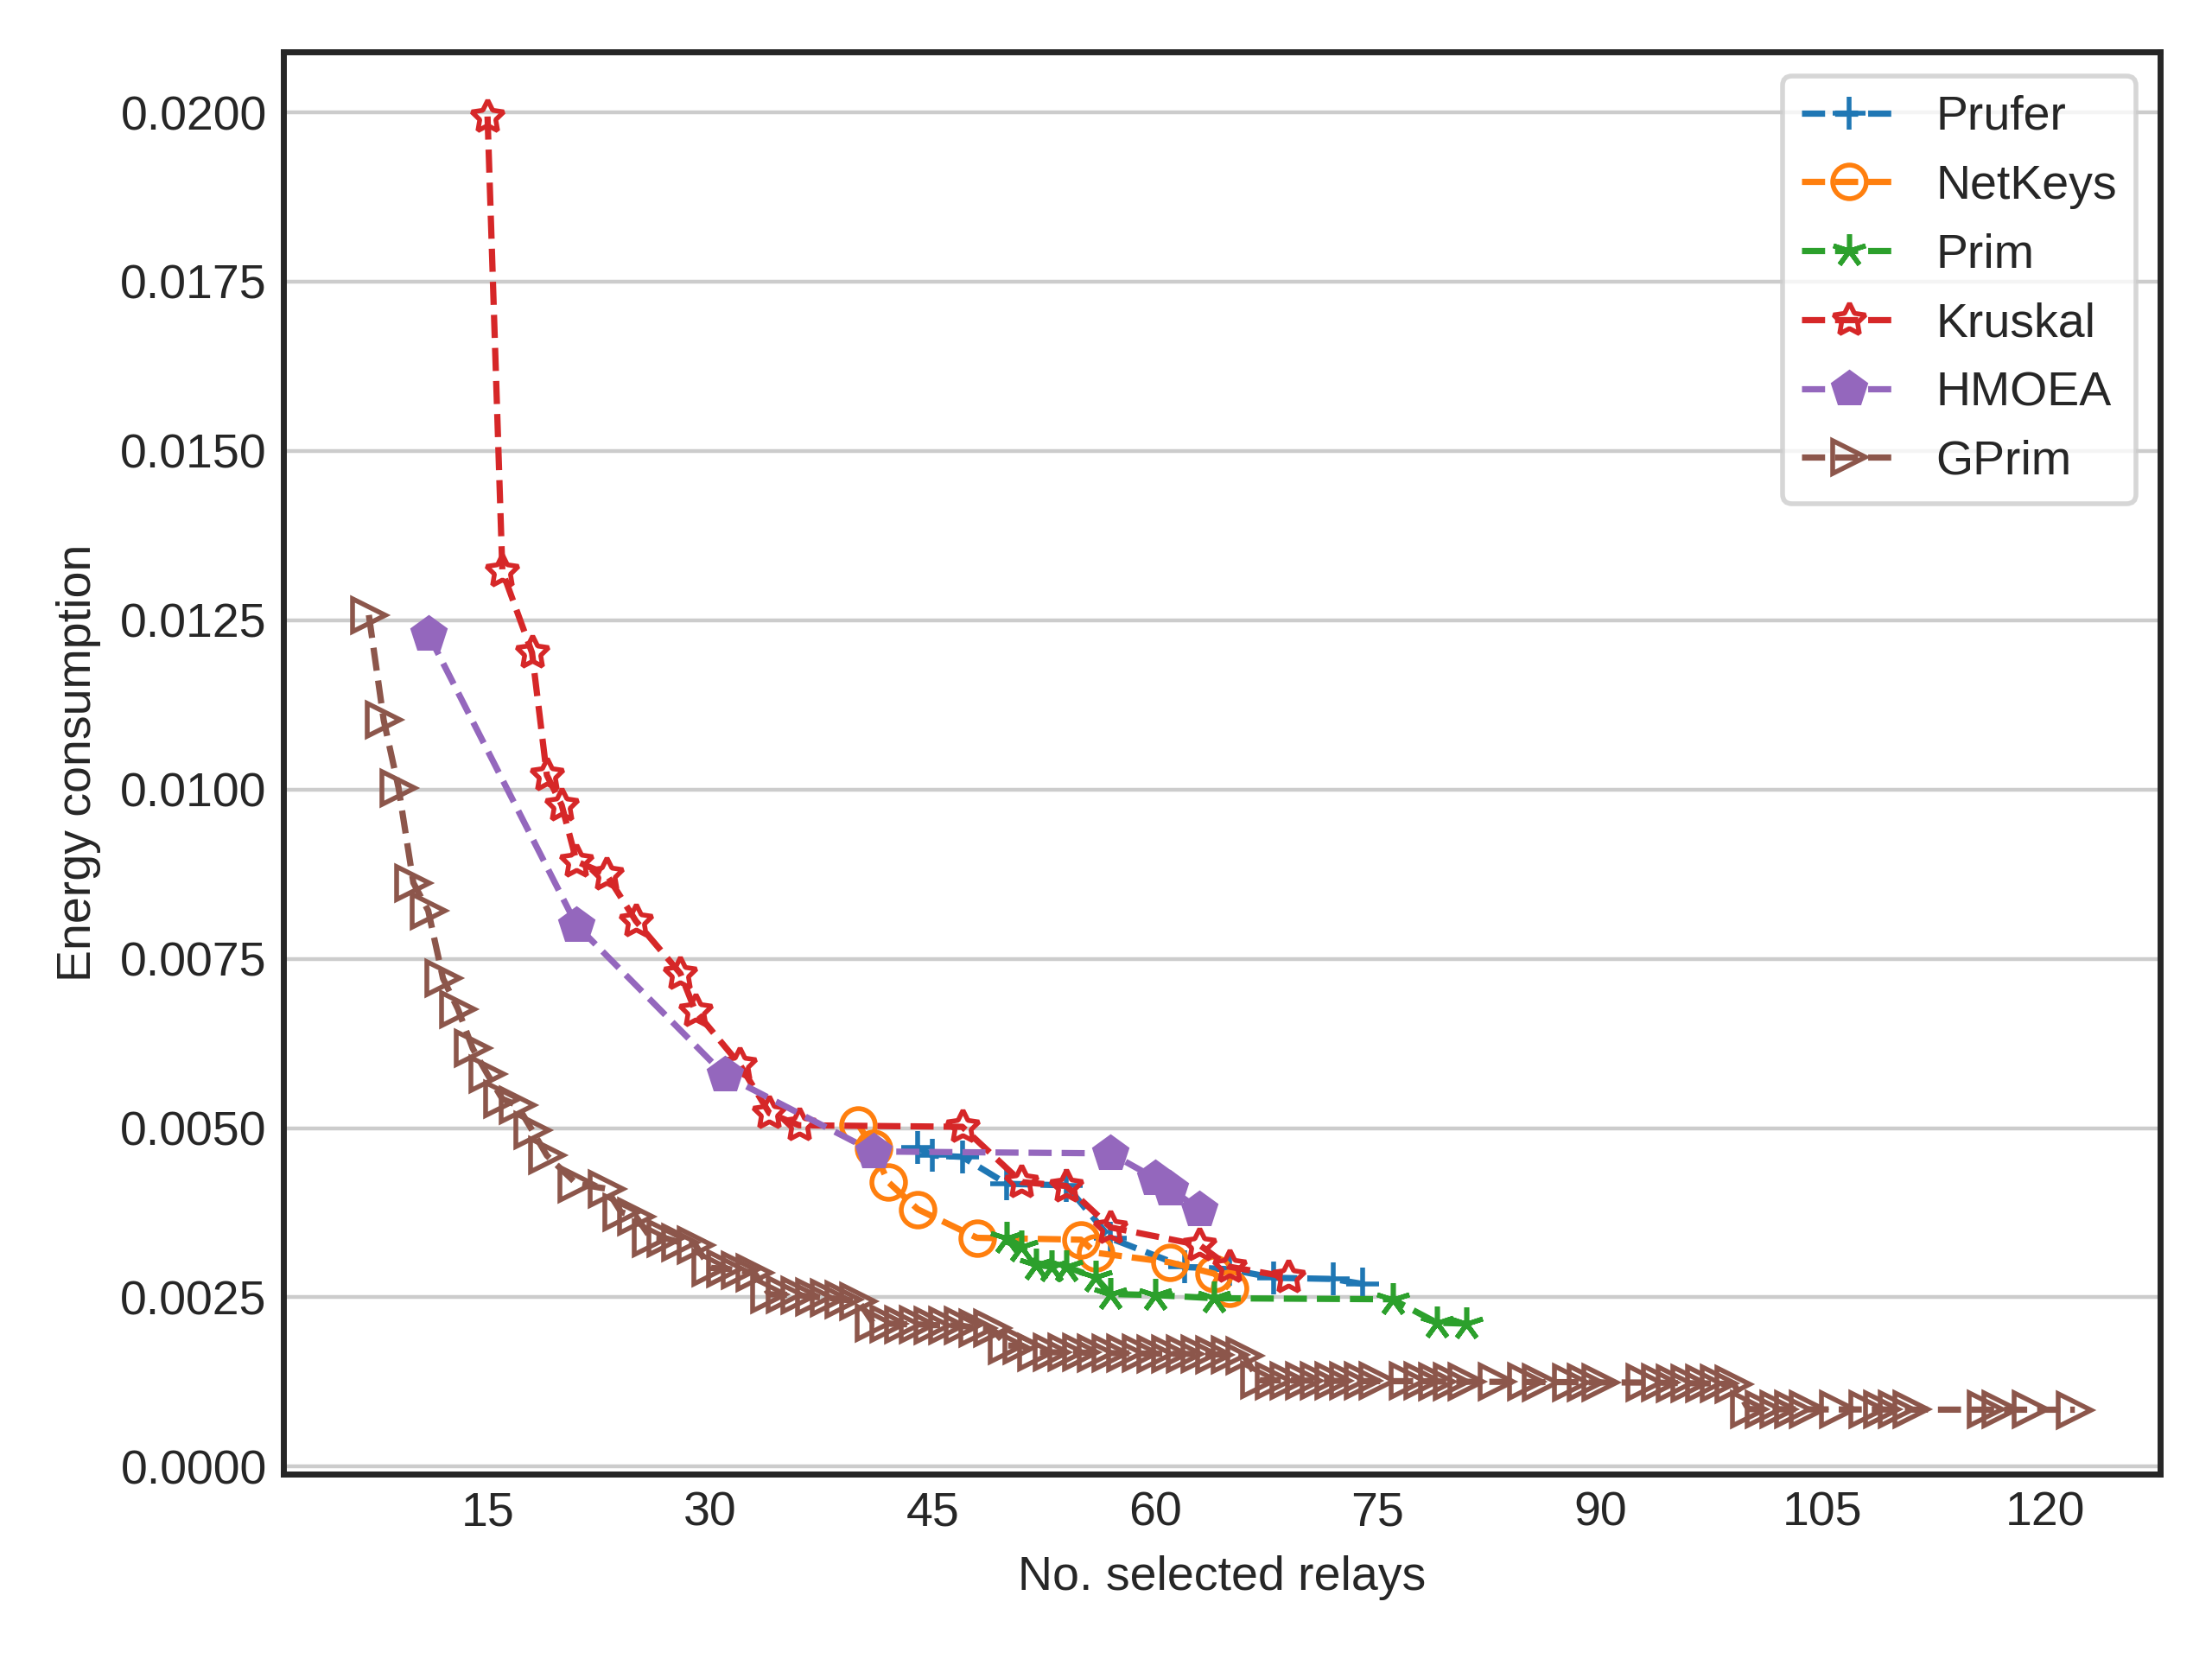 0.0200
0.0175
0.0150
0.0125
0.0100
0.0075
0.0050
0.0025
0.0000
Energy consumption
15 30 45 60 75 90 105 120
No. selected relays
Prufer
NetKeys
Prim
Kruskal
HMOEA
GPrim